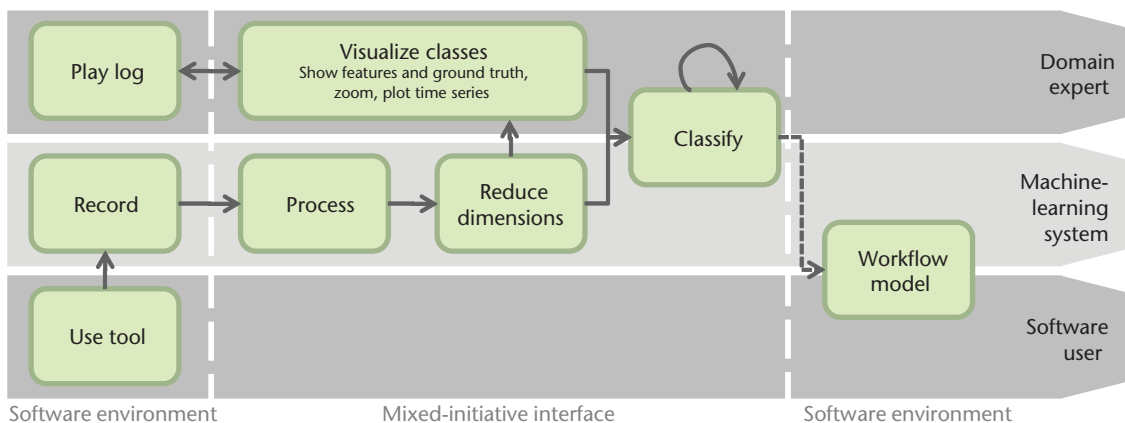 Play log
Visualize classes
Show features and ground truth,
zoom, plot time series
Classify
Domain
expert
Record
Process
Reduce
dimensions
Machine-
learning
system
Workflow
model
Use tool
Software
user
Software environment
Mixed-initiative interface
Software environment